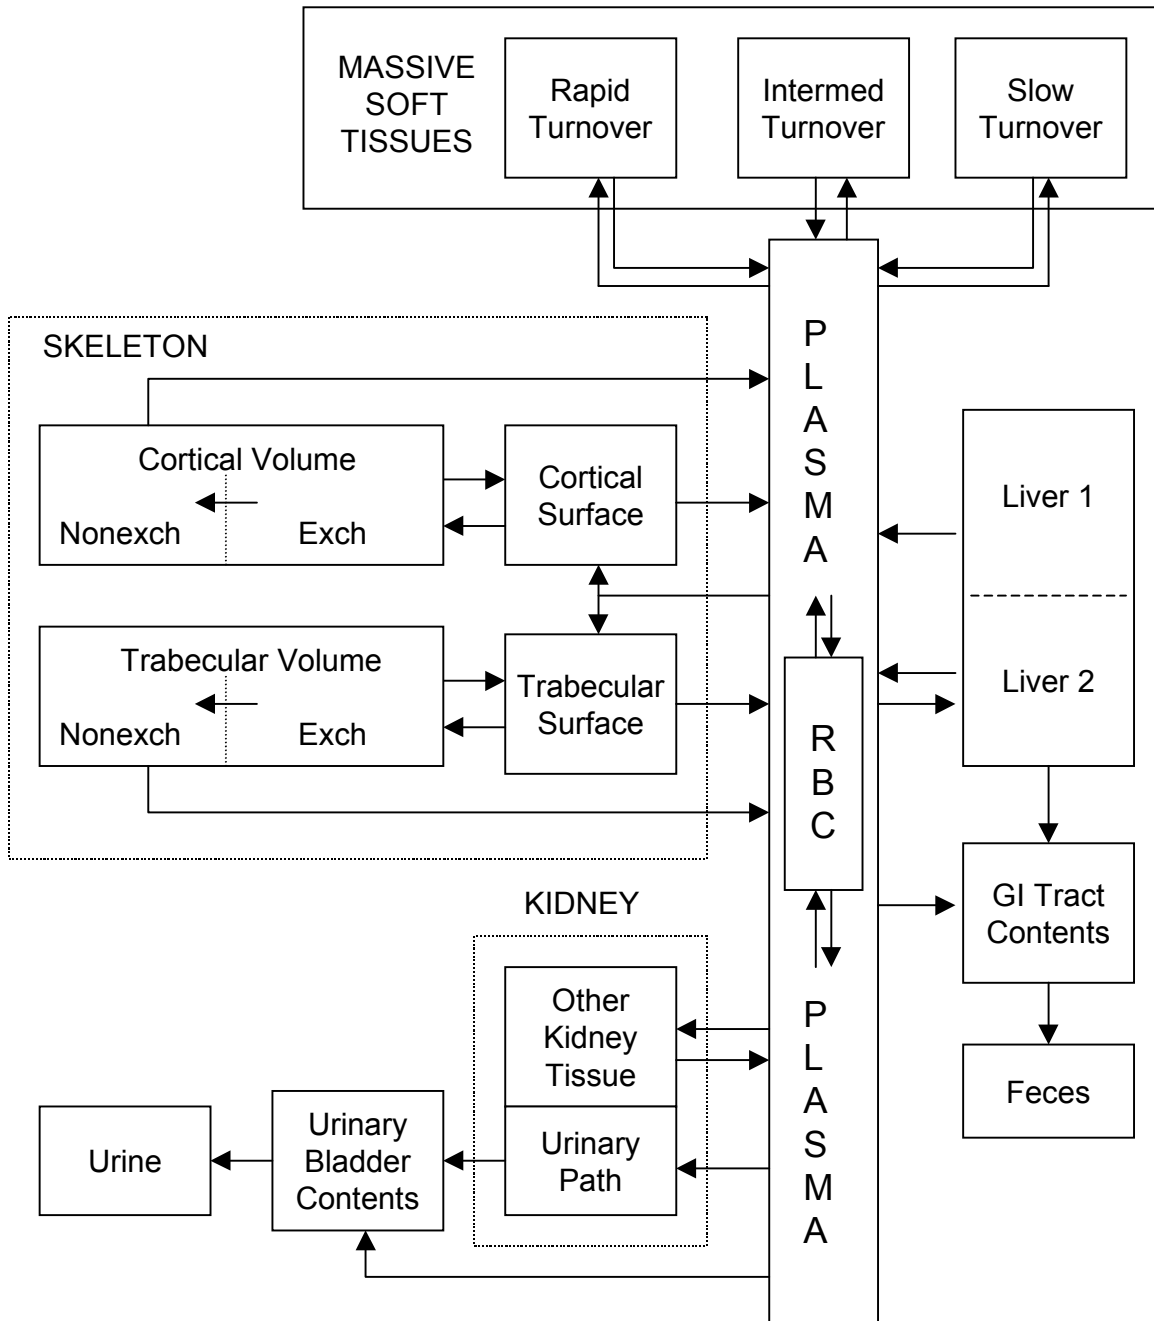 MASSIVE
SOFT
TISSUES
Rapid
Turnover
Intermed
Turnover
Slow
Turnover
SKELETON
Cortical Volume
Nonexch
Exch
Cortical
Surface
Trabecular Volume
Nonexch
Exch
Trabecular
Surface
P
L
A
S
M
A
R
B
C
P
L
A
S
M
A
Liver 1
Liver 2
GI Tract
Contents
Feces
KIDNEY
Other
Kidney
Tissue
Urinary
Path
Urinary
Bladder
Contents
Urine